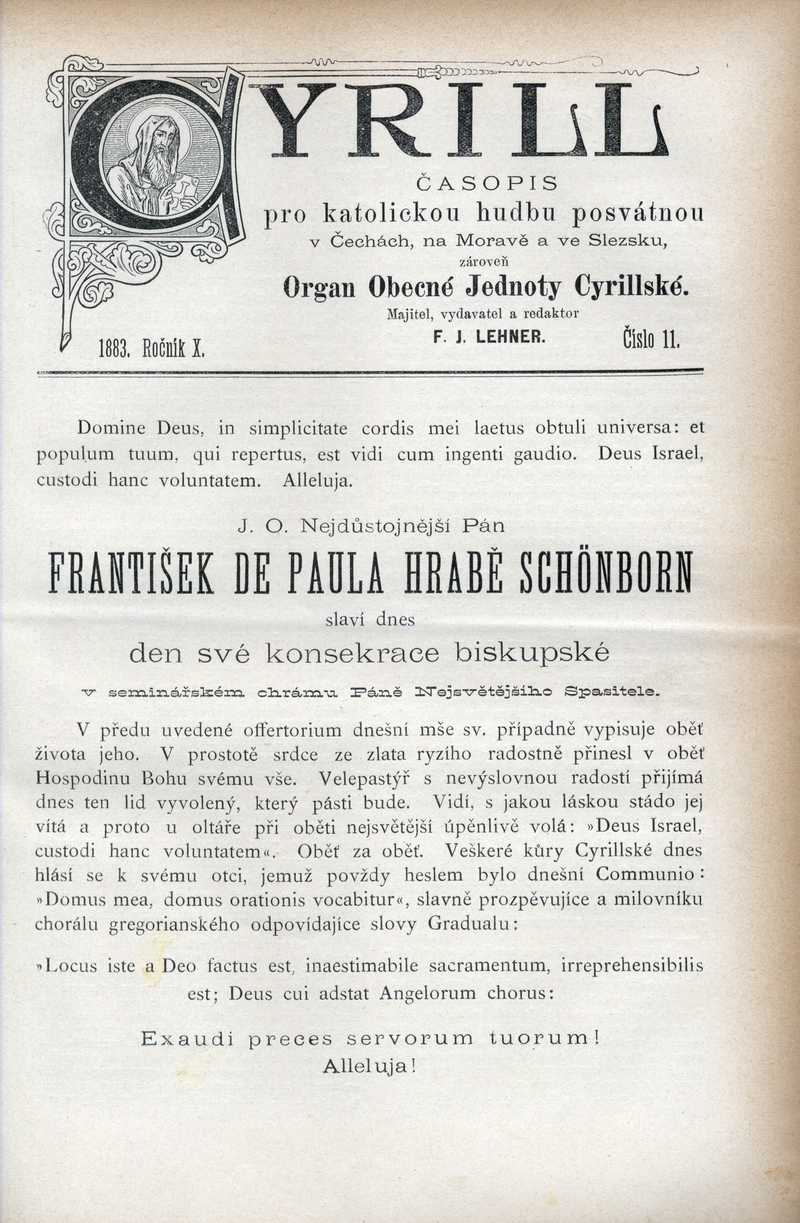 CYRILL
ČASOPIS
pro katolickou hudbu posvátnou
v Čechách, na Moravě a ve Slezsku,
zároveň
Organ Obecné Jednoty Cyrillské.
Majitel, vydavatel a redaktor
F. J. LEHNER.
1883. Ročník X.
Číslo 11.
Domine Deus, in simplicitate cordis mei laetus obtuli universa: et
populum tuum, qui repertus, est vidi cum ingenti gaudio. Deus Israel,
custodi hanc voluntatem. Alleluja.
J. O. Nejdůstojnější Pán
FRANTIŠEK DE PAULA HRABĚ SCHÖNBORN
slaví dnes
den své konsekrace biskupské
v seminářském chrámu Páně Nejsvětějšího Spasitele.
V předu uvedené offertorium dnešní mše sv. případně vypisuje oběť
života jeho. V prostotě srdce ze zlata ryzího radostně přinesl v oběť
Hospodinu Bohu svému vše. Velepastýř s nevýslovnou radostí přijímá
dnes ten lid vyvolený, který pásti bude. Vidí, s jakou láskou stádo jej
vítá a proto u oltáře při oběti nejsvětější úpěnlivě volá: »Deus Israel,
custodi hanc voluntatem«. Oběť za oběť. Veškeré kůry Cyrillské dnes
hlásí se k svému otci, jemuž povždy heslem bylo dnešní Communio:
»Domus mea, domus orationis vocabitur«, slavně prozpěvujíce a milovníku
chorálu gregorianského odpovídajíce slovy Gradualu:
»Locus iste a Deo factus est, inaestimabile sacramentum, irreprehensibilis
est; Deus cui adstat Angelorum chorus:
Exaudi preces servorum tuorum!
Alleluja!